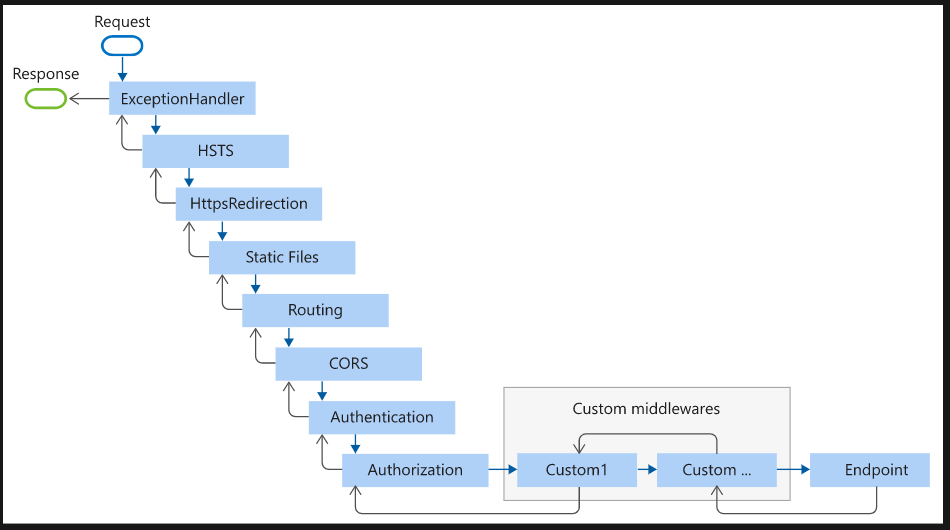 Request
Response
ExceptionHandler
HSTS
HttpsRedirection
Static Files
Routing
CORS
Authentication
Custom middlewares
Authorization
Custom1
Custom ...
Endpoint